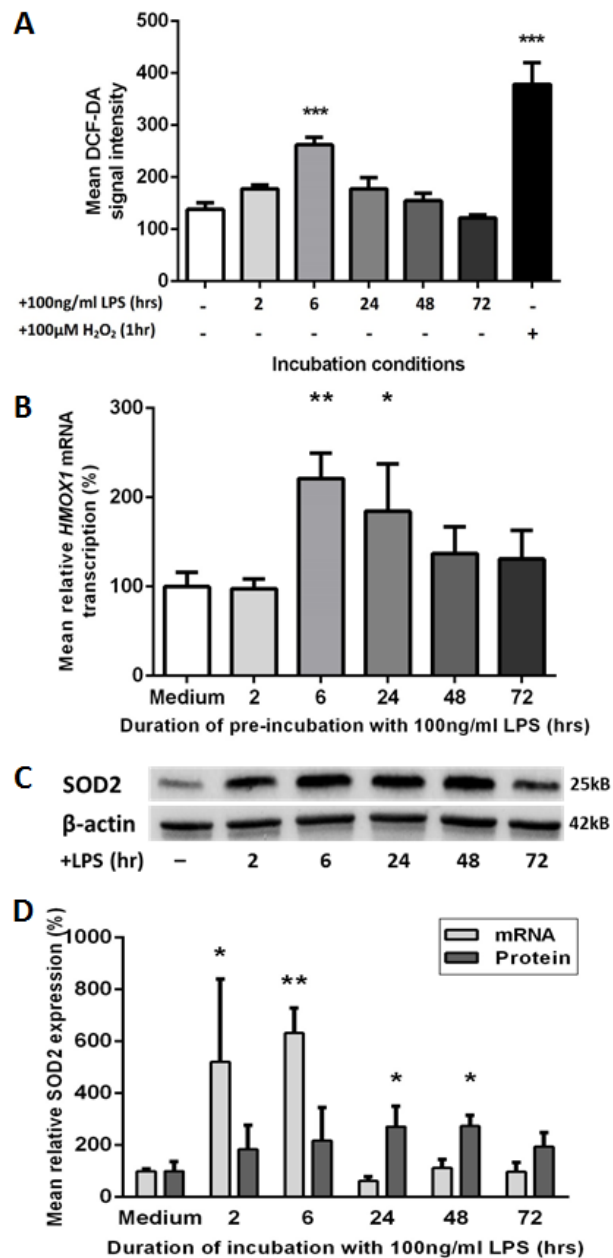 A
500
400
300
200
100
0
Mean DCF-DA
signal intensity
***
***
+100ng/ml LPS (hrs) - 2 6 24 48 72 -
+100µM H₂O₂ (1hr) - - - - - - +
Incubation conditions
B
300
200
100
0
Mean relative HMOX1 mRNA
transcription (%)
** *
Medium 2 6 24 48 72
Duration of pre-incubation with 100ng/ml LPS (hrs)
C
SOD2 25kB
β-actin 42kB
+LPS (hr) – 2 6 24 48 72
D
1000
800
600
400
200
0
Mean relative SOD2 expression (%)
mRNA
Protein
* ** * *
Medium 2 6 24 48 72
Duration of incubation with 100ng/ml LPS (hrs)